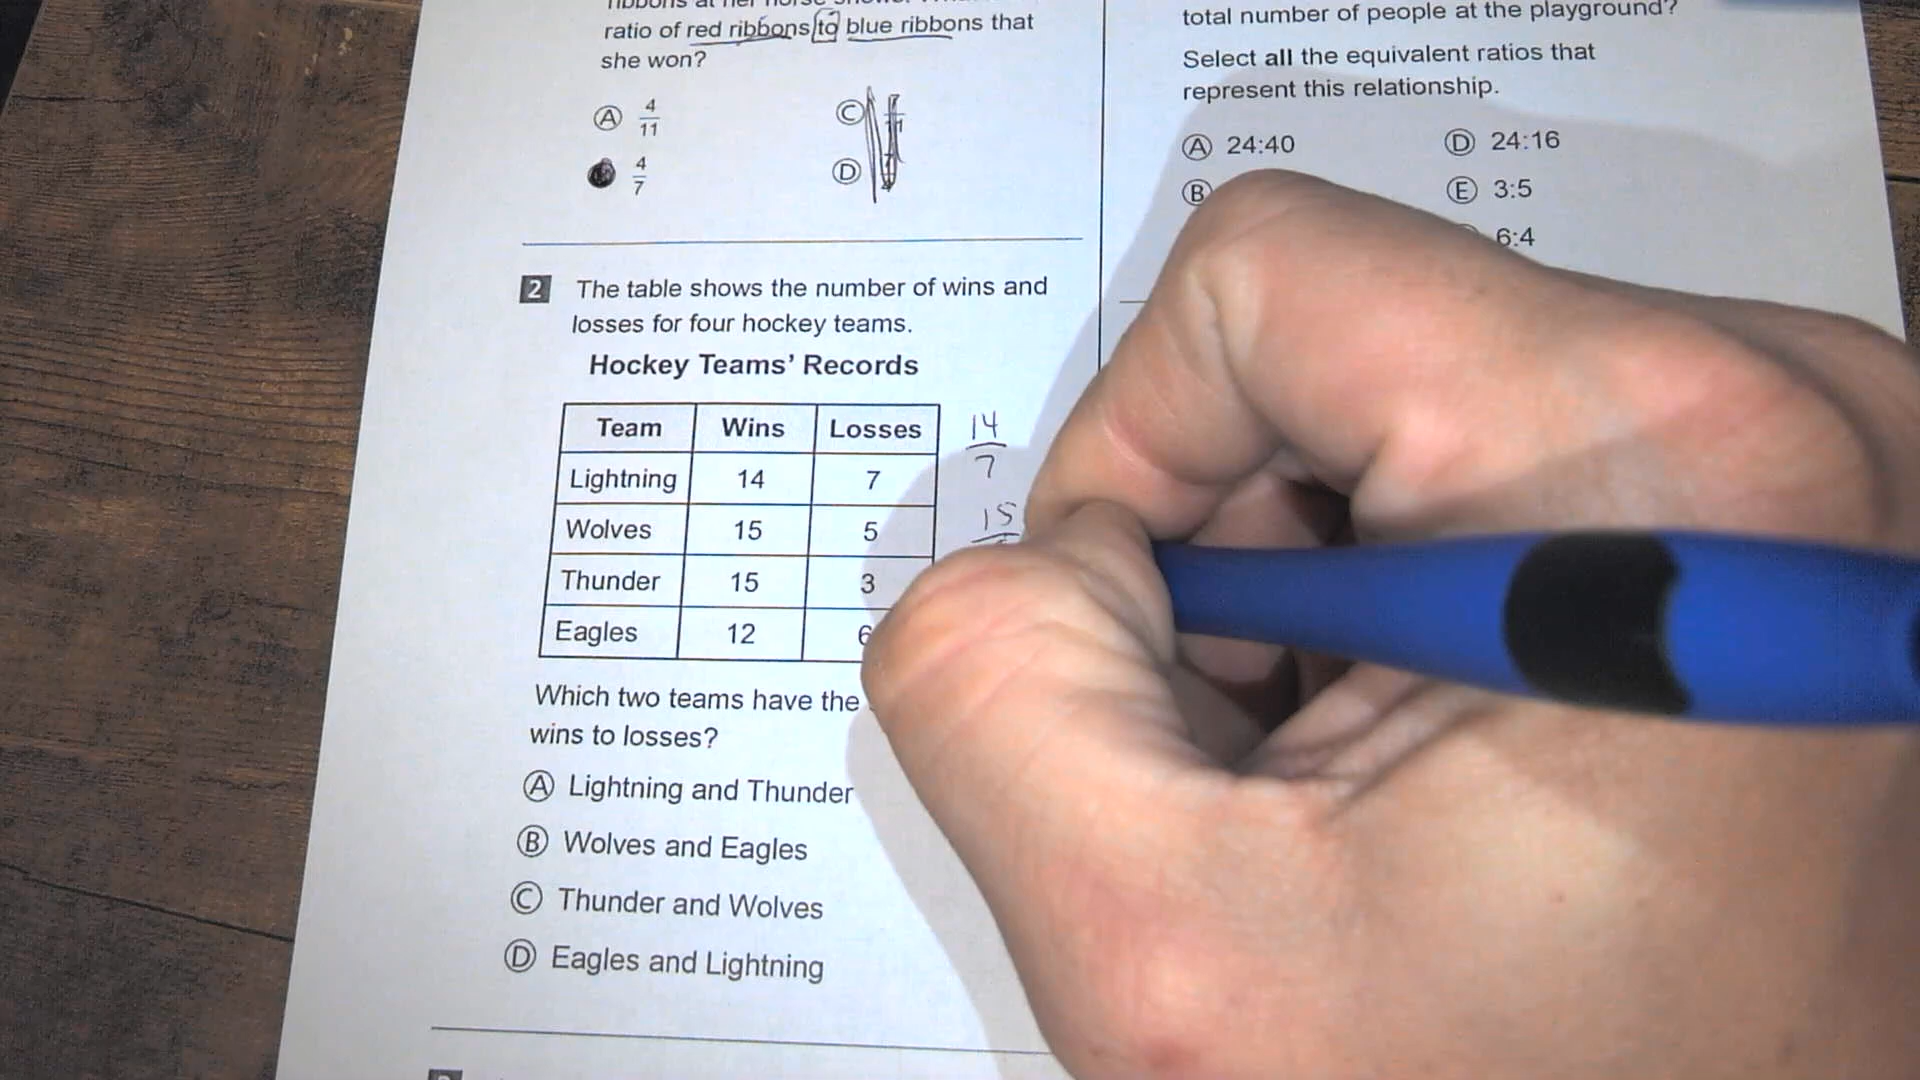 ratio of red ribbons to blue ribbons that
she won?
A 4/11
4/7
C
D
2 The table shows the number of wins and
losses for four hockey teams.
Hockey Teams' Records
Team Wins Losses
Lightning 14 7
Wolves 15 5
Thunder 15 3
Eagles 12 6
14/7
15
Which two teams have the
wins to losses?
A Lightning and Thunder
B Wolves and Eagles
C Thunder and Wolves
D Eagles and Lightning
total number of people at the playground?
Select all the equivalent ratios that
represent this relationship.
A 24:40
B
D 24:16
E 3:5
6:4